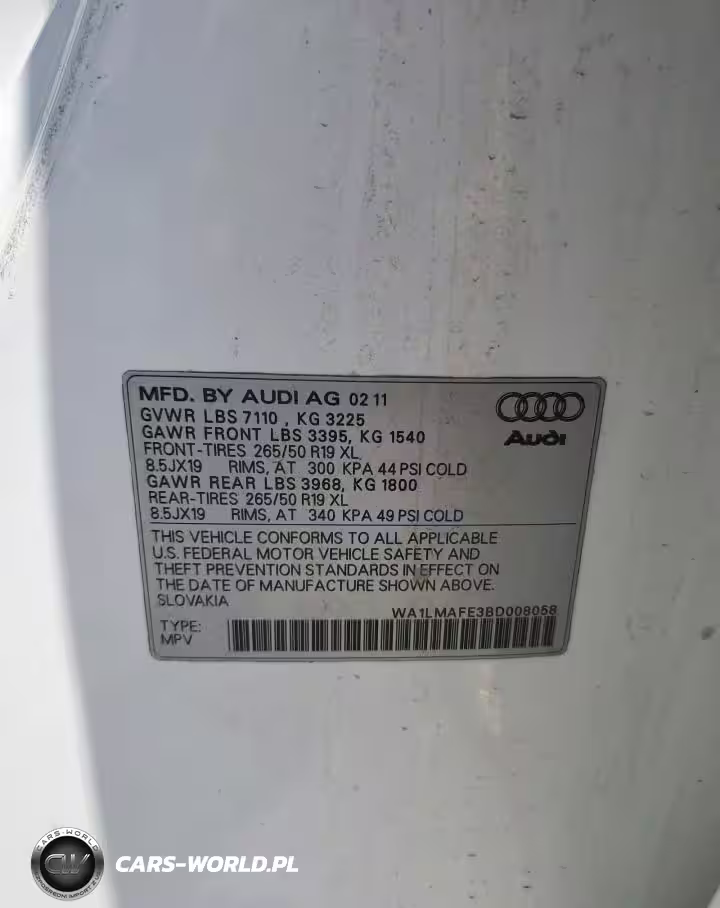 MFD. BY AUDI AG 02 11
GVWR LBS 7110 , KG 3225
GAWR FRONT LBS 3395, KG 1540
FRONT-TIRES 265/50 R19 XL
8.5JX19 RIMS, AT 300 KPA 44 PSI COLD
GAWR REAR LBS 3968, KG 1800
REAR-TIRES 265/50 R19 XL
8.5JX19 RIMS, AT 340 KPA 49 PSI COLD
Audi
THIS VEHICLE CONFORMS TO ALL APPLICABLE
U.S. FEDERAL MOTOR VEHICLE SAFETY AND
THEFT PREVENTION STANDARDS IN EFFECT ON
THE DATE OF MANUFACTURE SHOWN ABOVE.
SLOVAKIA
WA1LMAFE3BD008058
TYPE:
MPV
CARS-WORLD
CW
CARS-WORLD.PL